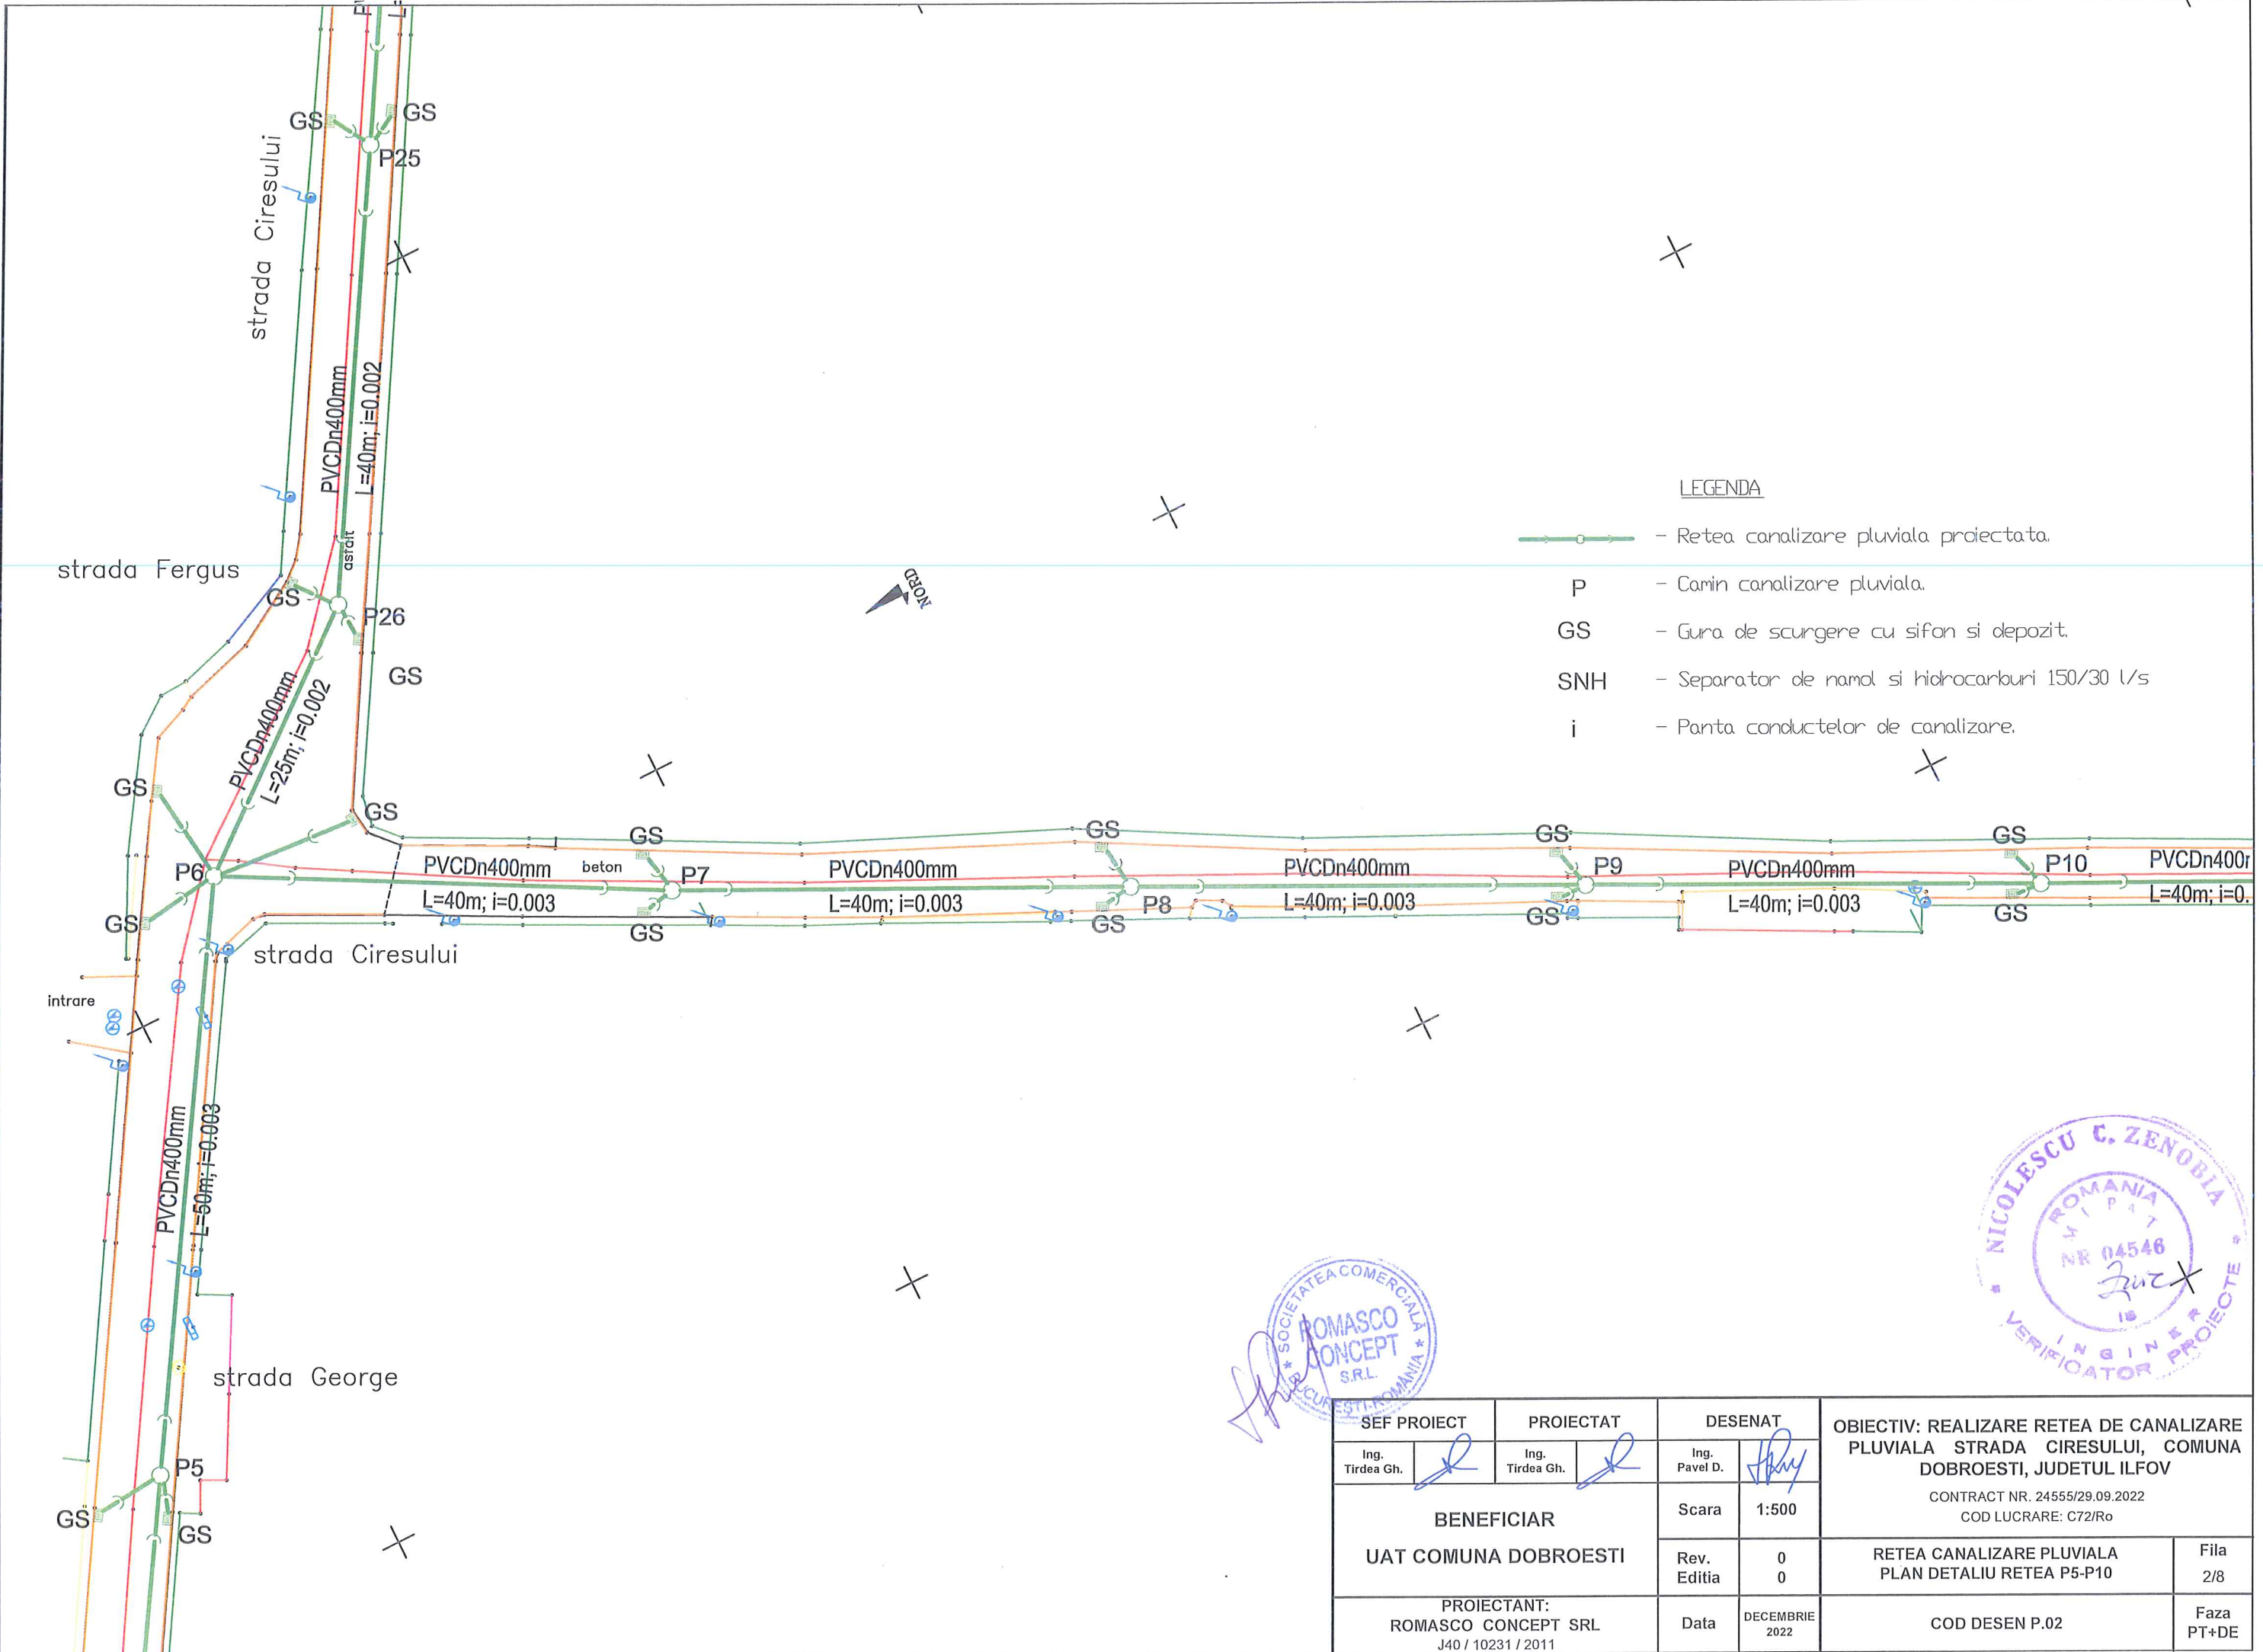 GS
GS
P25
strada Ciresului
PVCDn400mm
L=40m; i=0.002
asfalt
strada Fergus
GS
P26
GS
PVCDn400mm
L=25m; i=0.002
GS
GS
P6
GS
strada Ciresului
intrare
PVCDn400mm
beton
L=40m; i=0.003
GS
P7
GS
PVCDn400mm
L=40m; i=0.003
GS
P8
GS
PVCDn400mm
L=40m; i=0.003
GS
P9
GS
PVCDn400mm
L=40m; i=0.003
GS
P10
GS
PVCDn400
L=40m; i=0.
PVCDn400mm
L=50m; i=0.003
strada George
P5
GS
GS
NORD
LEGENDA
- Retea canalizare pluviala proiectata.
P - Camin canalizare pluviala.
GS - Gura de scurgere cu sifon si depozit.
SNH - Separator de namol si hidrocarburi 150/30 l/s
i - Panta conductelor de canalizare.
NICOLESCU C. ZENOBIA
ROMANIA
NR 04546
INGINER
VERIFICATOR PROIECTE
SOCIETATEA COMERCIALĂ
ROMASCO
CONCEPT
S.R.L.
BUCUREŞTI-ROMÂNIA
SEF PROIECT
PROIECTAT
DESENAT
Ing.
Tirdea Gh.
Ing.
Tirdea Gh.
Ing.
Pavel D.
OBIECTIV: REALIZARE RETEA DE CANALIZARE
PLUVIALA STRADA CIRESULUI, COMUNA
DOBROESTI, JUDETUL ILFOV
CONTRACT NR. 24555/29.09.2022
COD LUCRARE: C72/Ro
BENEFICIAR
UAT COMUNA DOBROESTI
Scara 1:500
Rev. 0
Editia 0
RETEA CANALIZARE PLUVIALA
PLAN DETALIU RETEA P5-P10
Fila
2/8
PROIECTANT:
ROMASCO CONCEPT SRL
J40 / 10231 / 2011
Data
DECEMBRIE
2022
COD DESEN P.02
Faza
PT+DE